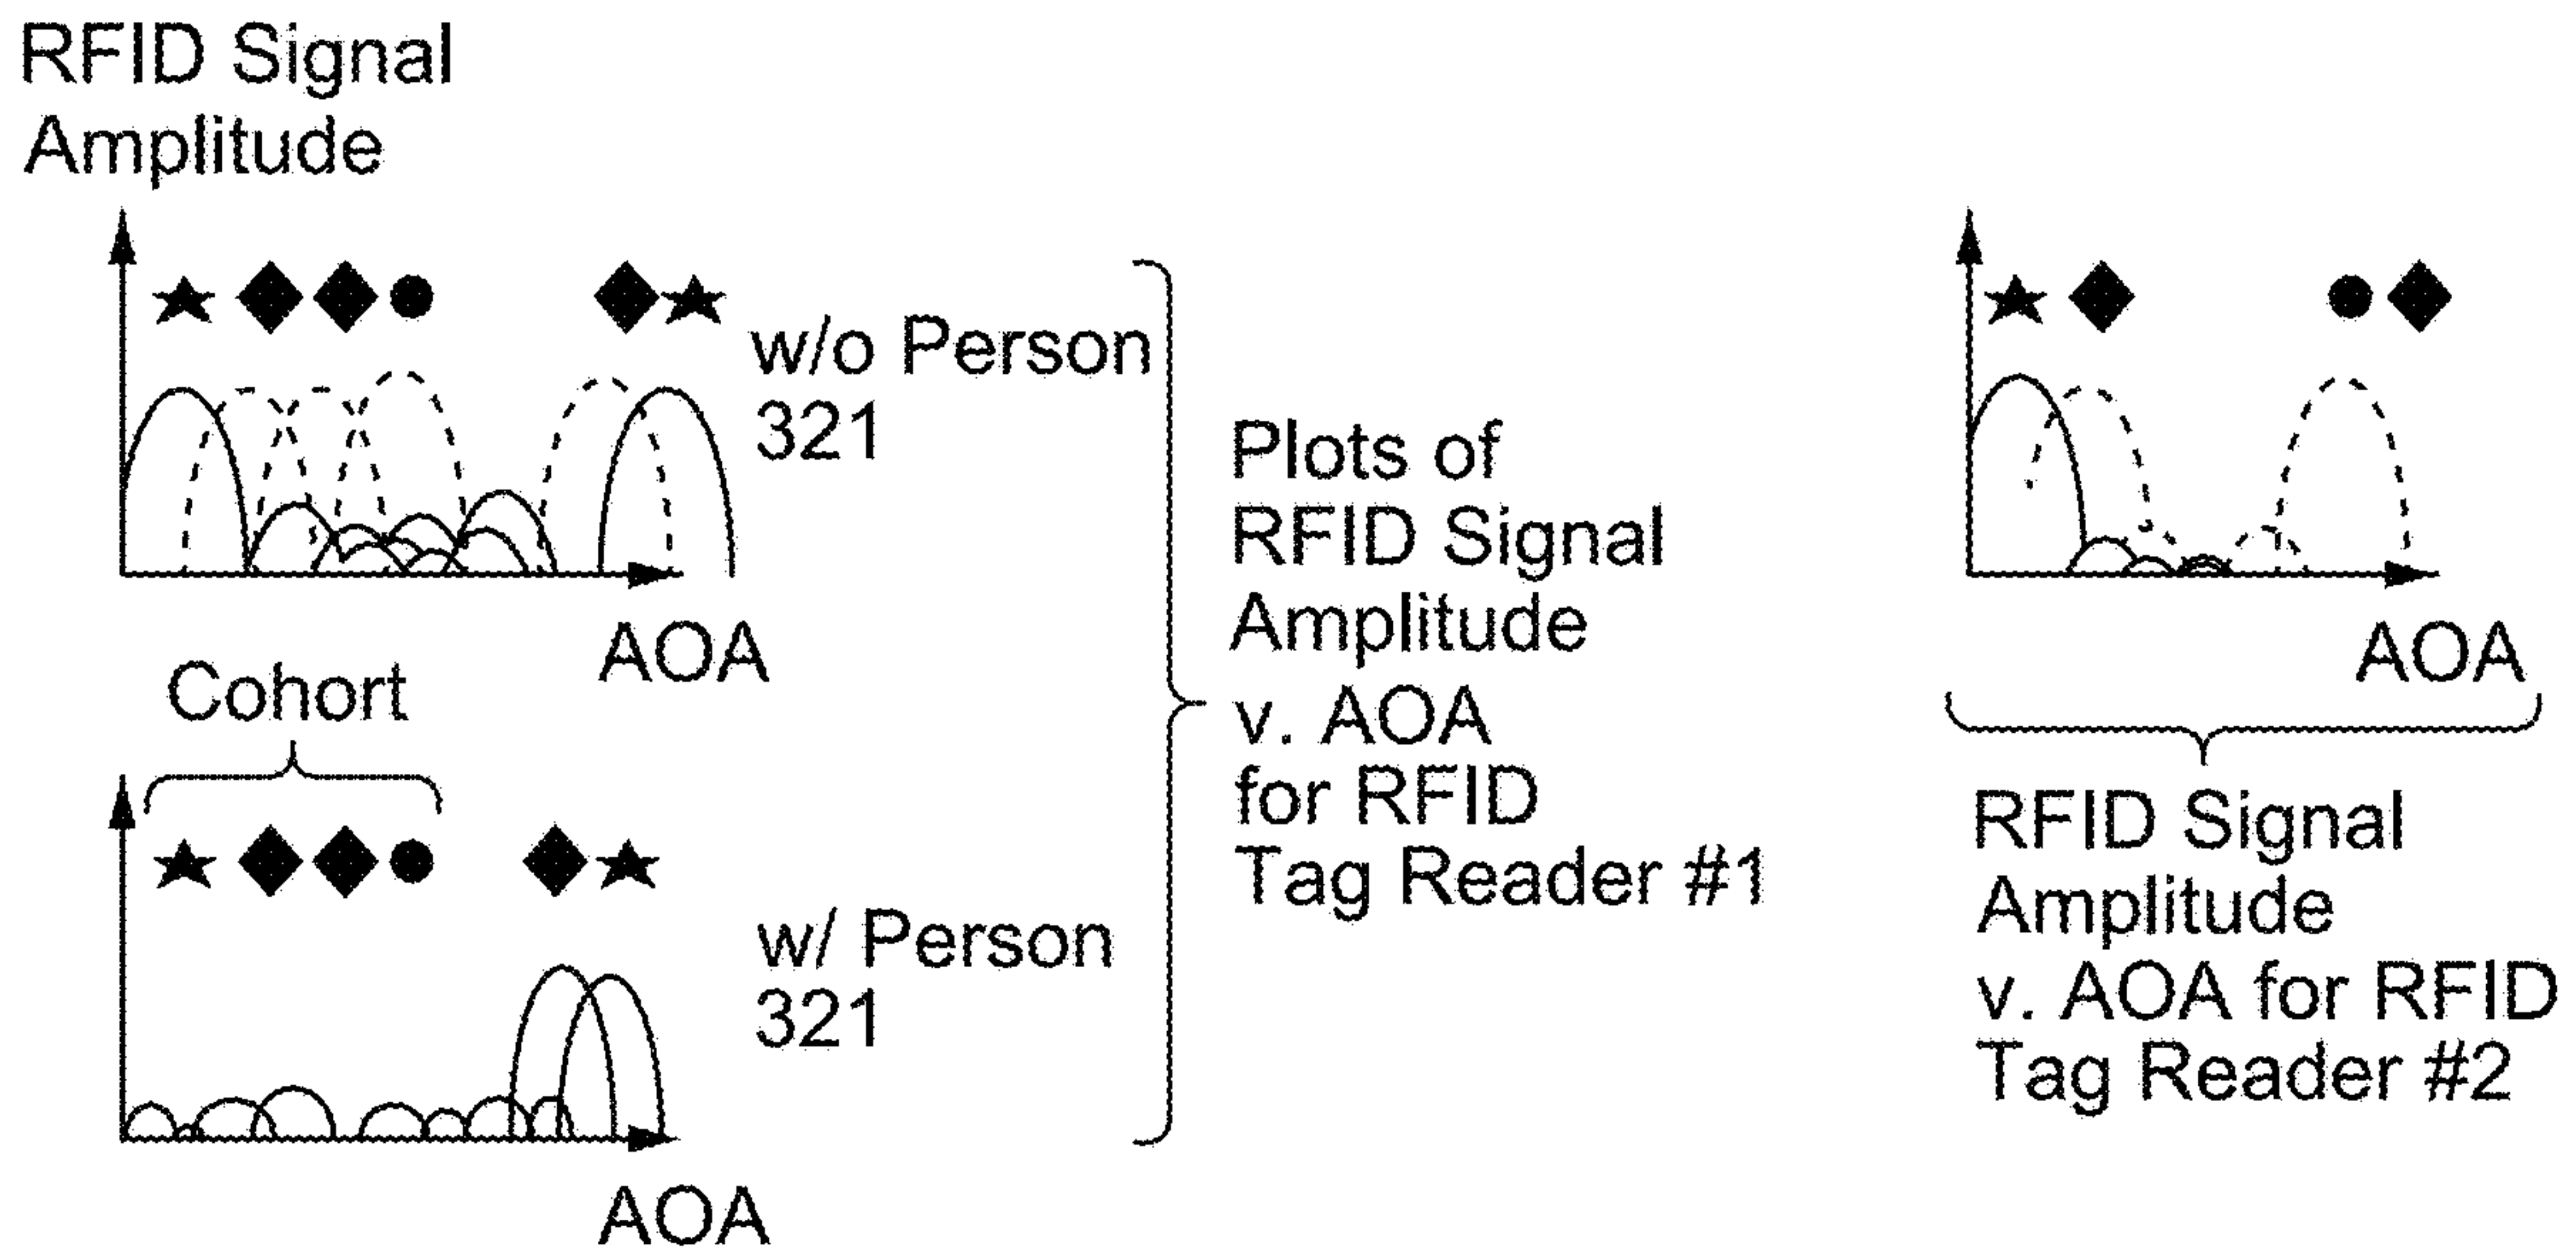 RFID Signal
Amplitude
w/o Person
321
AOA
Cohort
w/ Person
321
AOA
Plots of
RFID Signal
Amplitude
v. AOA
for RFID
Tag Reader #1
AOA
RFID Signal
Amplitude
v. AOA for RFID
Tag Reader #2